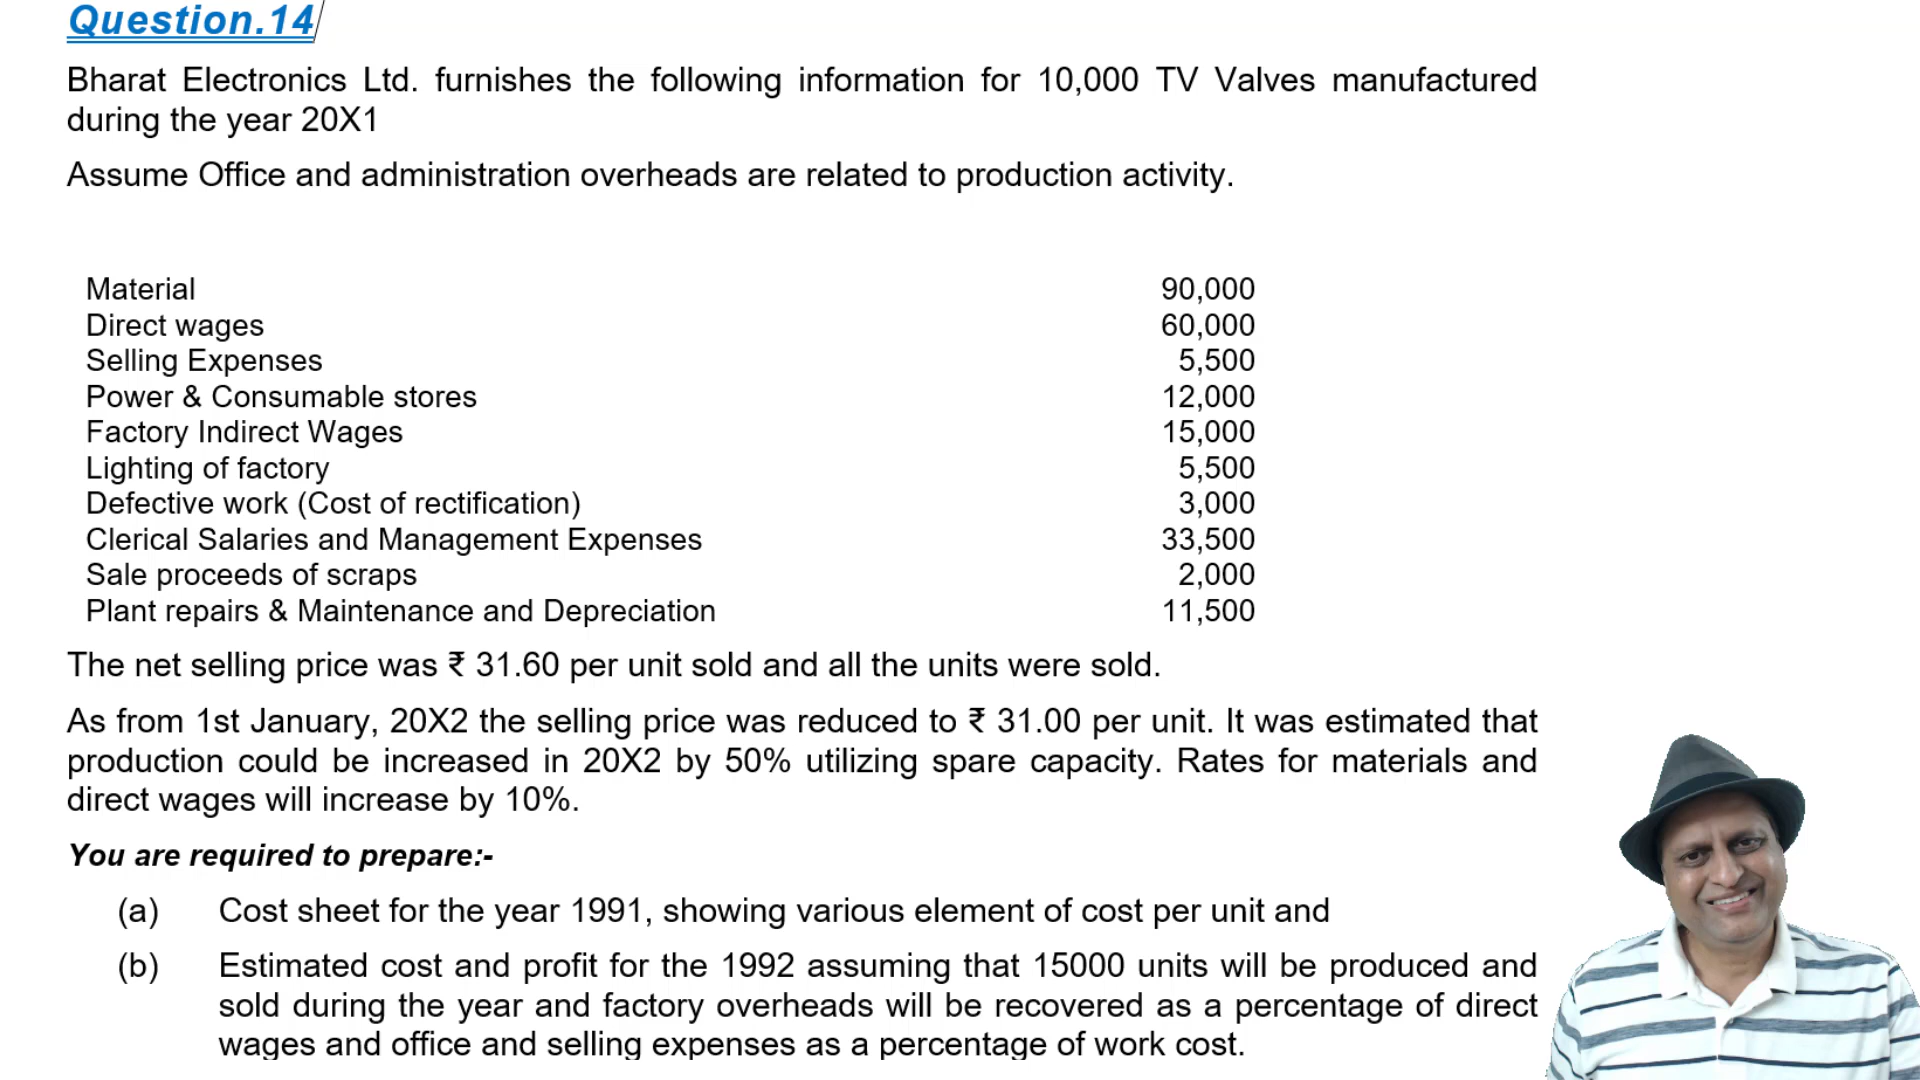 Question.14
Bharat Electronics Ltd. furnishes the following information for 10,000 TV Valves manufactured
during the year 20X1
Assume Office and administration overheads are related to production activity.
Material 90,000
Direct wages 60,000
Selling Expenses 5,500
Power & Consumable stores 12,000
Factory Indirect Wages 15,000
Lighting of factory 5,500
Defective work (Cost of rectification) 3,000
Clerical Salaries and Management Expenses 33,500
Sale proceeds of scraps 2,000
Plant repairs & Maintenance and Depreciation 11,500
The net selling price was ₹ 31.60 per unit sold and all the units were sold.
As from 1st January, 20X2 the selling price was reduced to ₹ 31.00 per unit. It was estimated that
production could be increased in 20X2 by 50% utilizing spare capacity. Rates for materials and
direct wages will increase by 10%.
You are required to prepare:-
(a) Cost sheet for the year 1991, showing various element of cost per unit and
(b) Estimated cost and profit for the 1992 assuming that 15000 units will be produced and
sold during the year and factory overheads will be recovered as a percentage of direct
wages and office and selling expenses as a percentage of work cost.